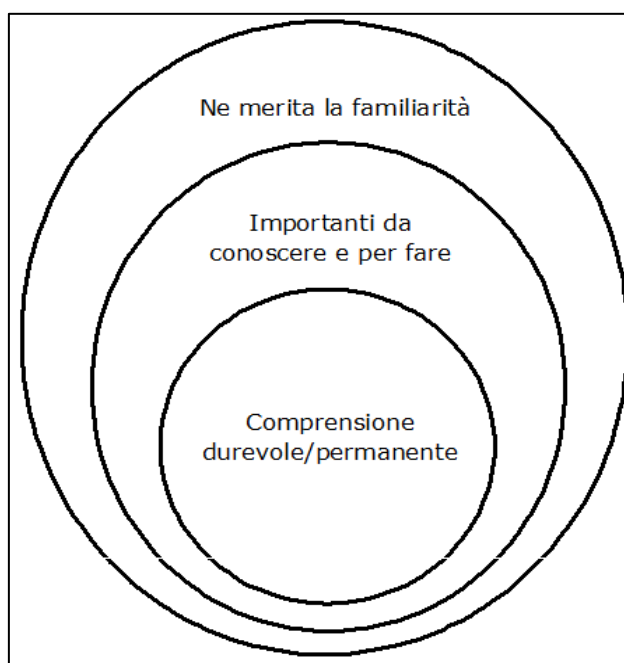 Ne merita la familiarità
Importanti da
conoscere e per fare
Comprensione
durevole/permanente